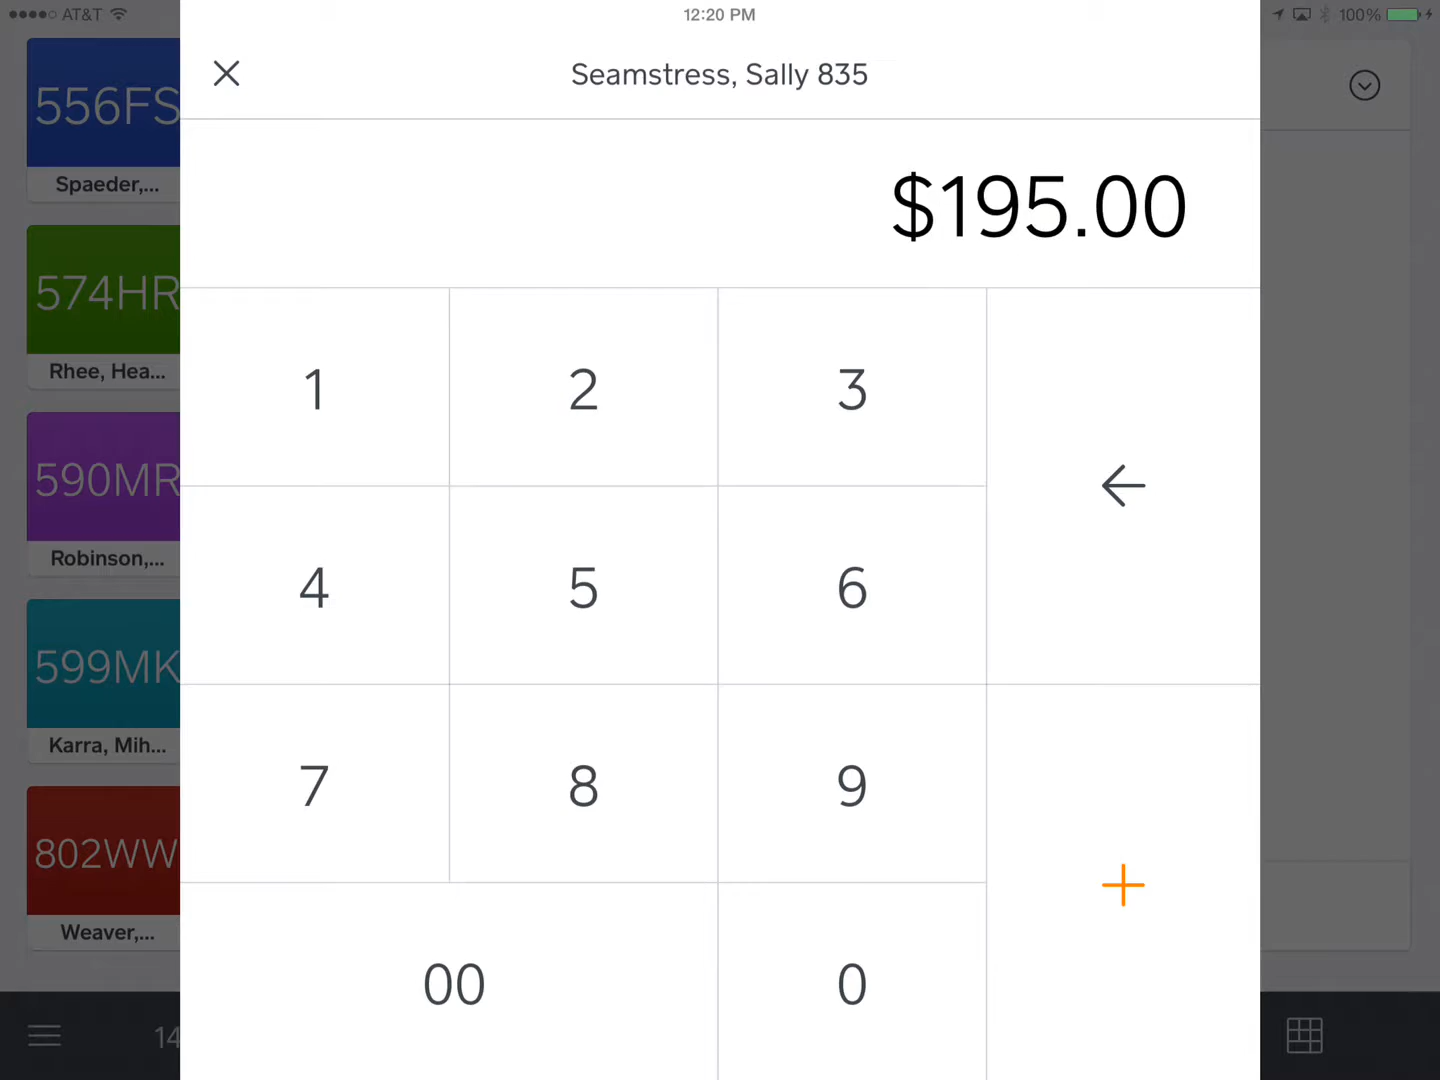 AT&T
12:20 PM
100%
Seamstress, Sally 835
$195.00
556FS
Spaeder,...
574HR
Rhee, Hea...
590MR
Robinson,...
599MK
Karra, Mih...
802WW
Weaver,...
1 2 3
4 5 6
7 8 9
00 0
14